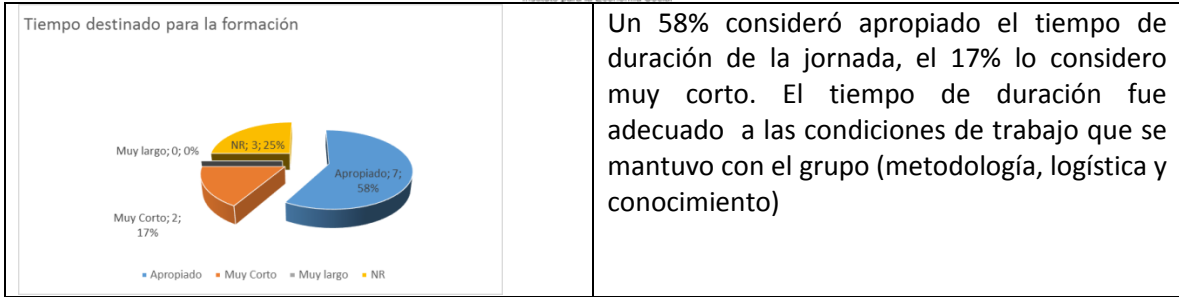 Tiempo destinado para la formación
Muy largo; 0; 0%
NR; 3; 25%
Apropiado; 7;
58%
Muy Corto; 2;
17%
Apropiado Muy Corto Muy largo NR
Un 58% consideró apropiado el tiempo de
duración de la jornada, el 17% lo considero
muy corto. El tiempo de duración fue
adecuado a las condiciones de trabajo que se
mantuvo con el grupo (metodología, logística y
conocimiento)